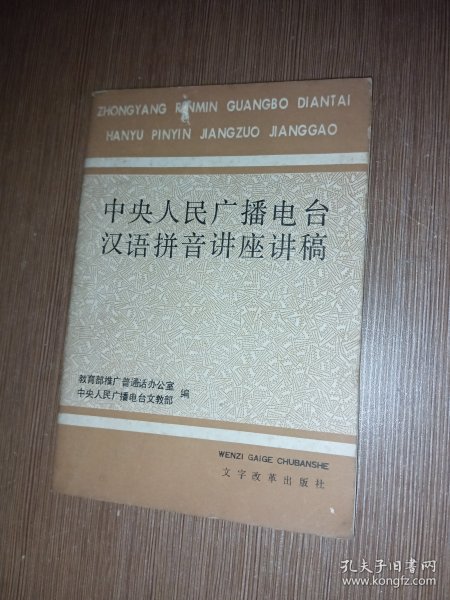 ZHONGYANG RENMIN GUANGBO DIANTAI
HANYU PINYIN JIANGZUO JIANGGAO
中央人民广播电台
汉语拼音讲座讲稿
教育部推广普通话办公室
中央人民广播电台文教部 编
WENZI GAIGE CHUBANSHE
文字改革出版社
孔夫子旧书网
www.kongfz.com